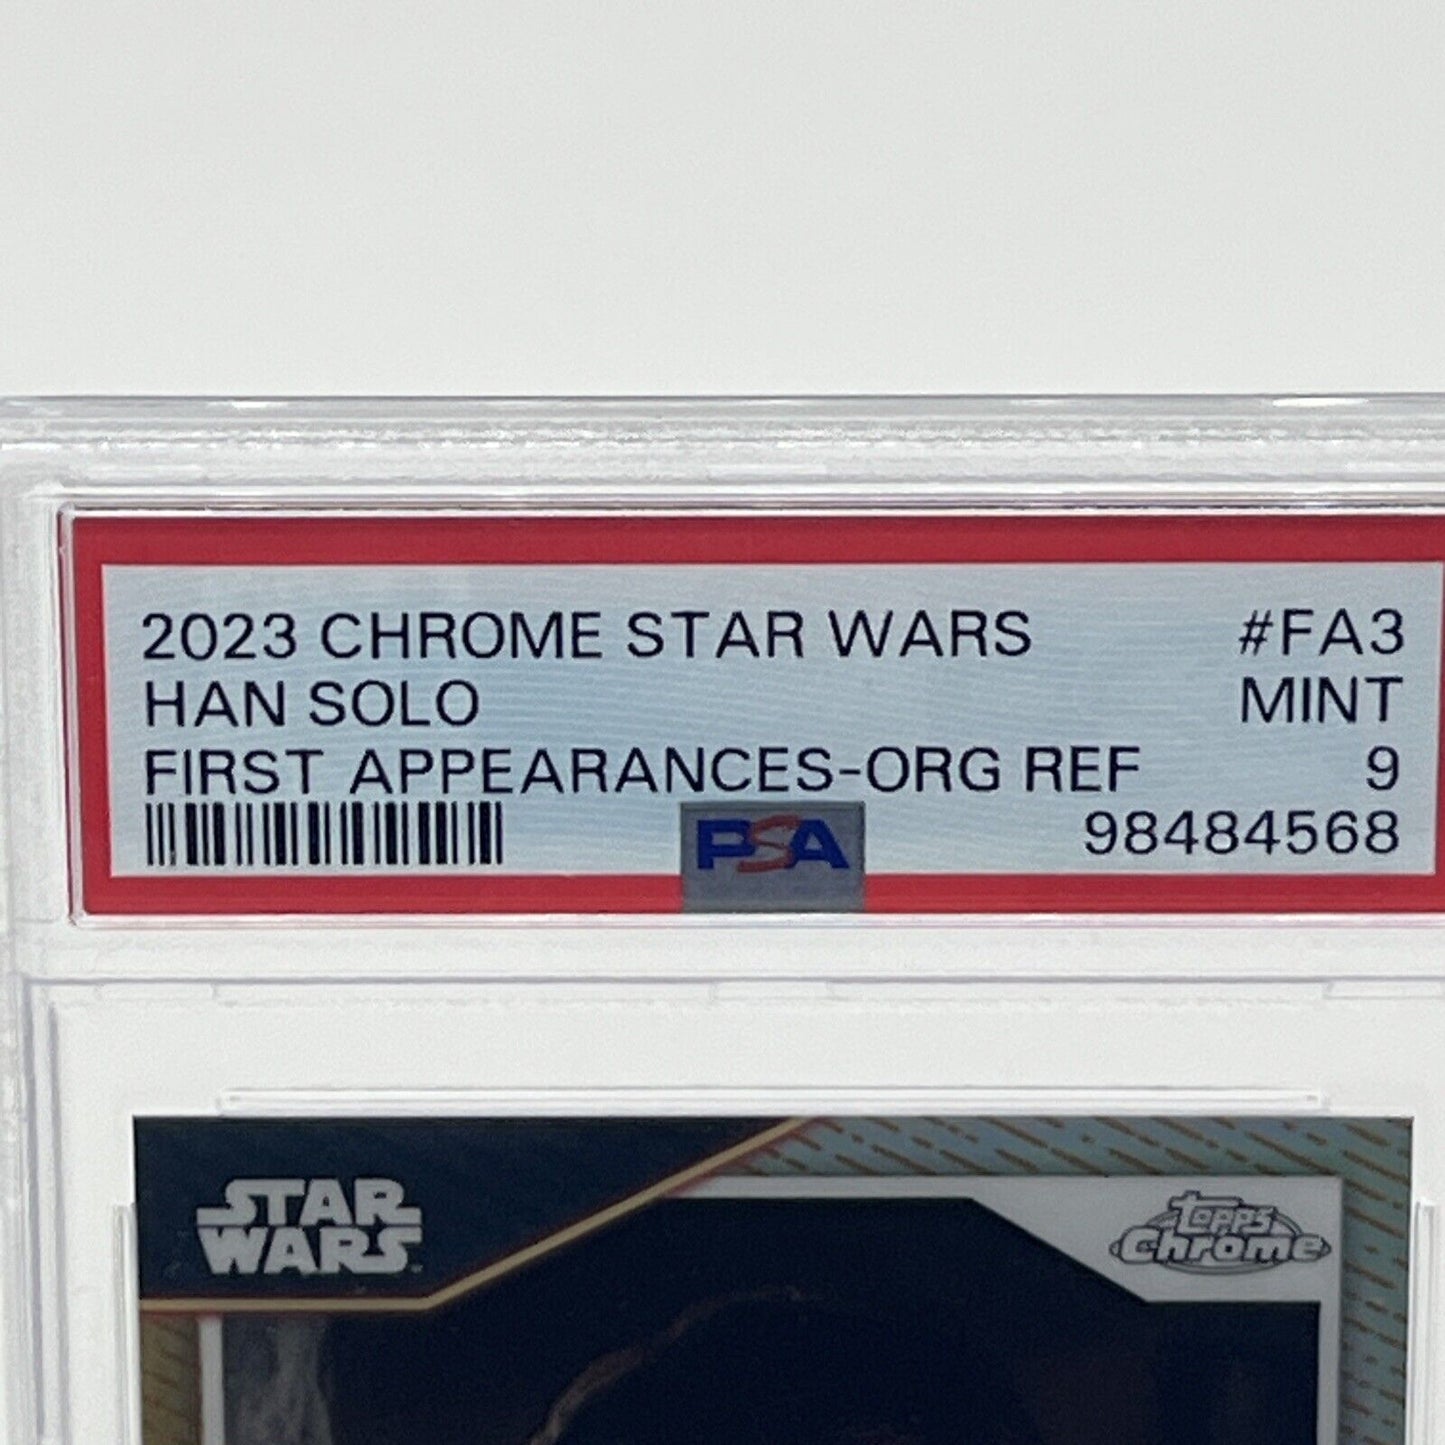 2023 CHROME STAR WARS #FA3
HAN SOLO MINT
FIRST APPEARANCES-ORG REF 9
PSA 98484568
STAR WARS
Topps Chrome